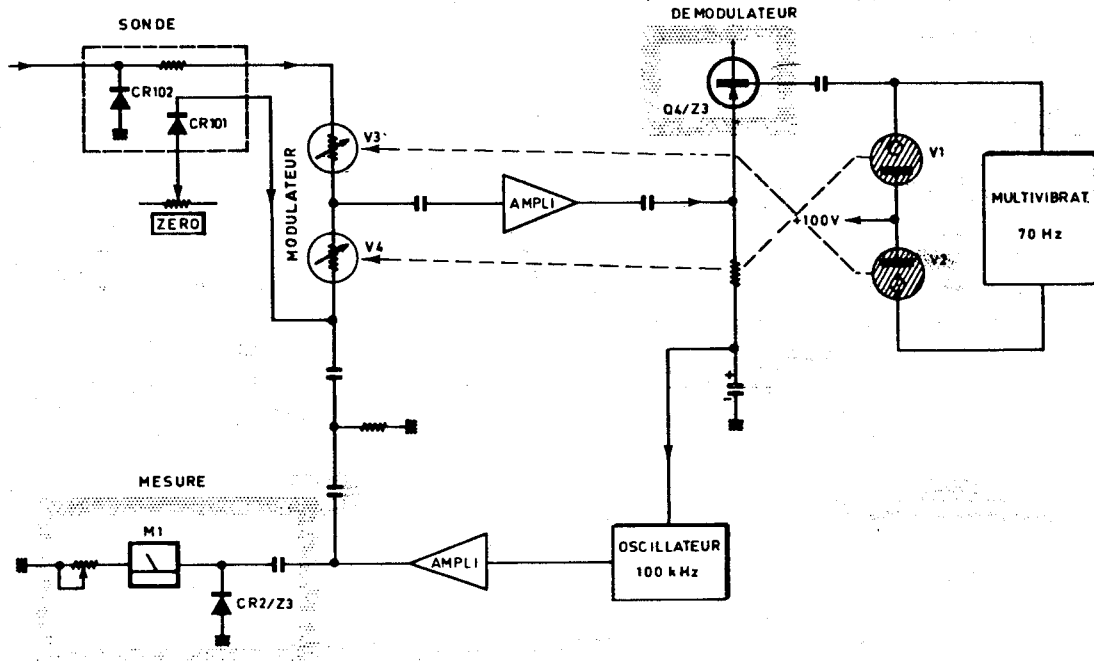 SONDE
DEMODULATEUR
CR102
CR101
ZERO
MODULATEUR
V3
V4
AMPLI
Q4/Z3
V1
+100V
V2
MULTIVIBRAT.
70 Hz
+
-
MESURE
M1
CR2/Z3
AMPLI
OSCILLATEUR
100 kHz